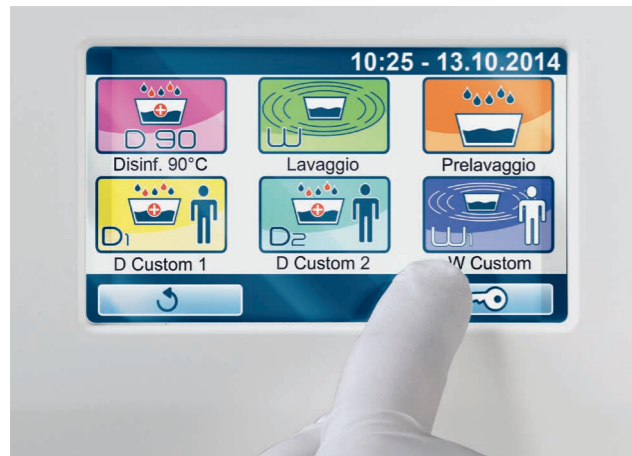 10:25 - 13.10.2014
D 90
W
Disinf. 90°C
Lavaggio
Prelavaggio
D1
D2
W1
D Custom 1
D Custom 2
W Custom